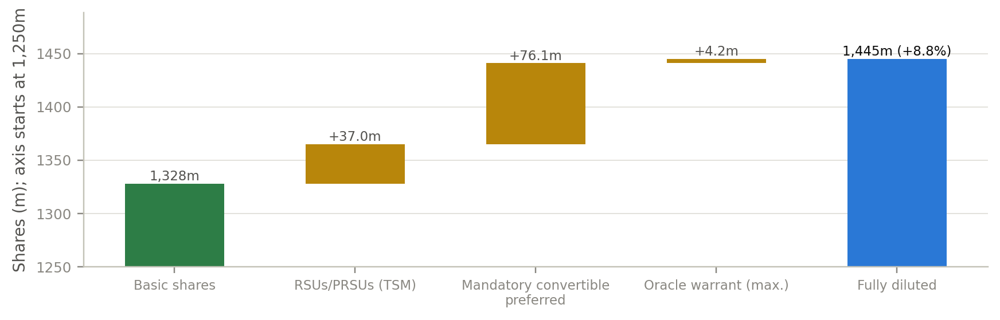 Shares (m); axis starts at 1,250m
1450
1400
1350
1300
1250
1,328m
+37.0m
+76.1m
+4.2m
1,445m (+8.8%)
Basic shares
RSUs/PRSUs (TSM)
Mandatory convertible
preferred
Oracle warrant (max.)
Fully diluted